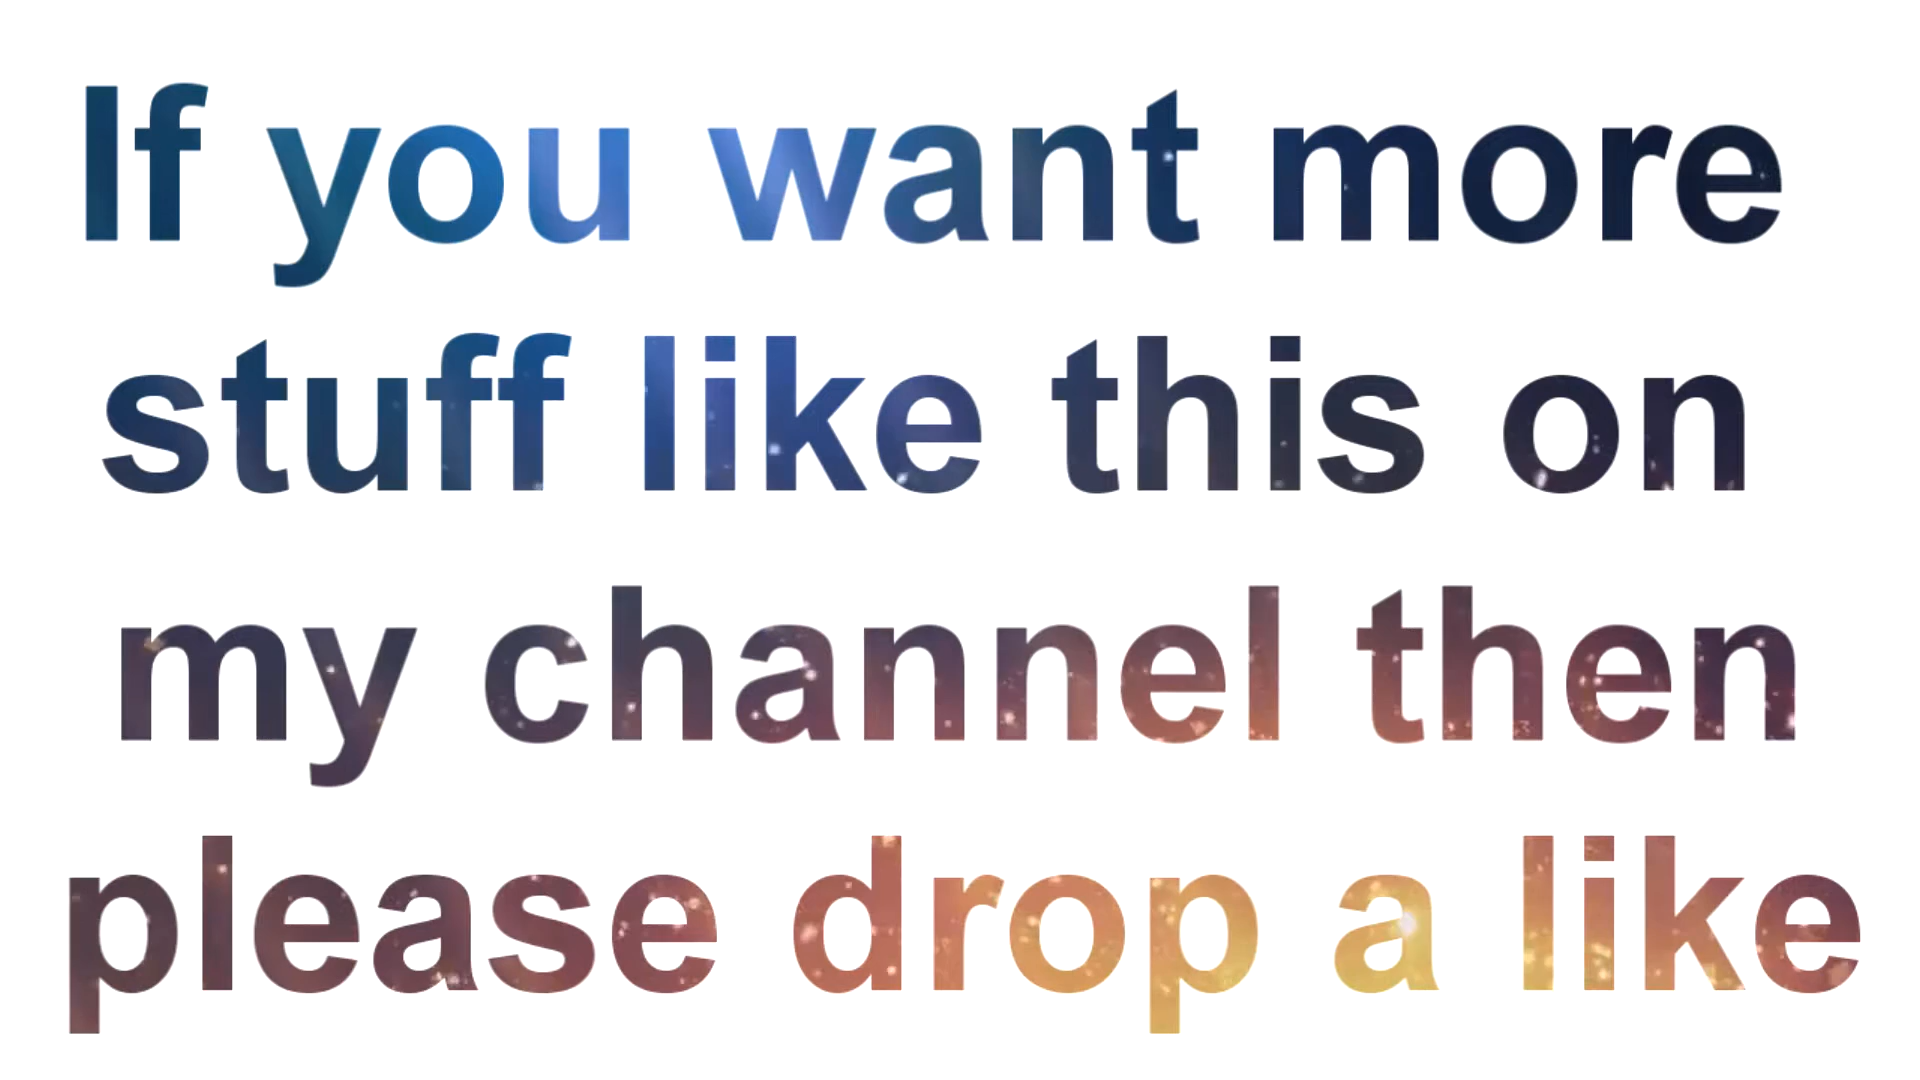 If you want more
stuff like this on
my channel then
please drop a like